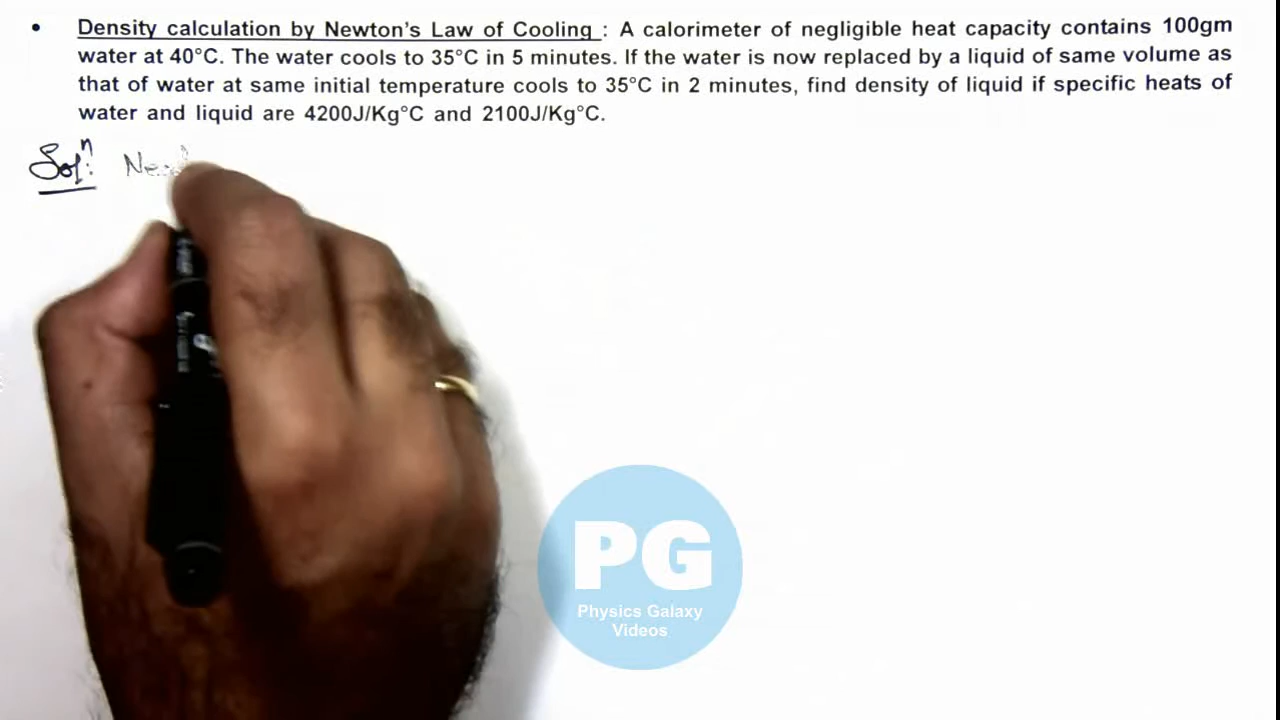 • Density calculation by Newton's Law of Cooling : A calorimeter of negligible heat capacity contains 100gm
water at 40°C. The water cools to 35°C in 5 minutes. If the water is now replaced by a liquid of same volume as
that of water at same initial temperature cools to 35°C in 2 minutes, find density of liquid if specific heats of
water and liquid are 4200J/Kg°C and 2100J/Kg°C.
Solⁿ:
PG
Physics Galaxy
Videos